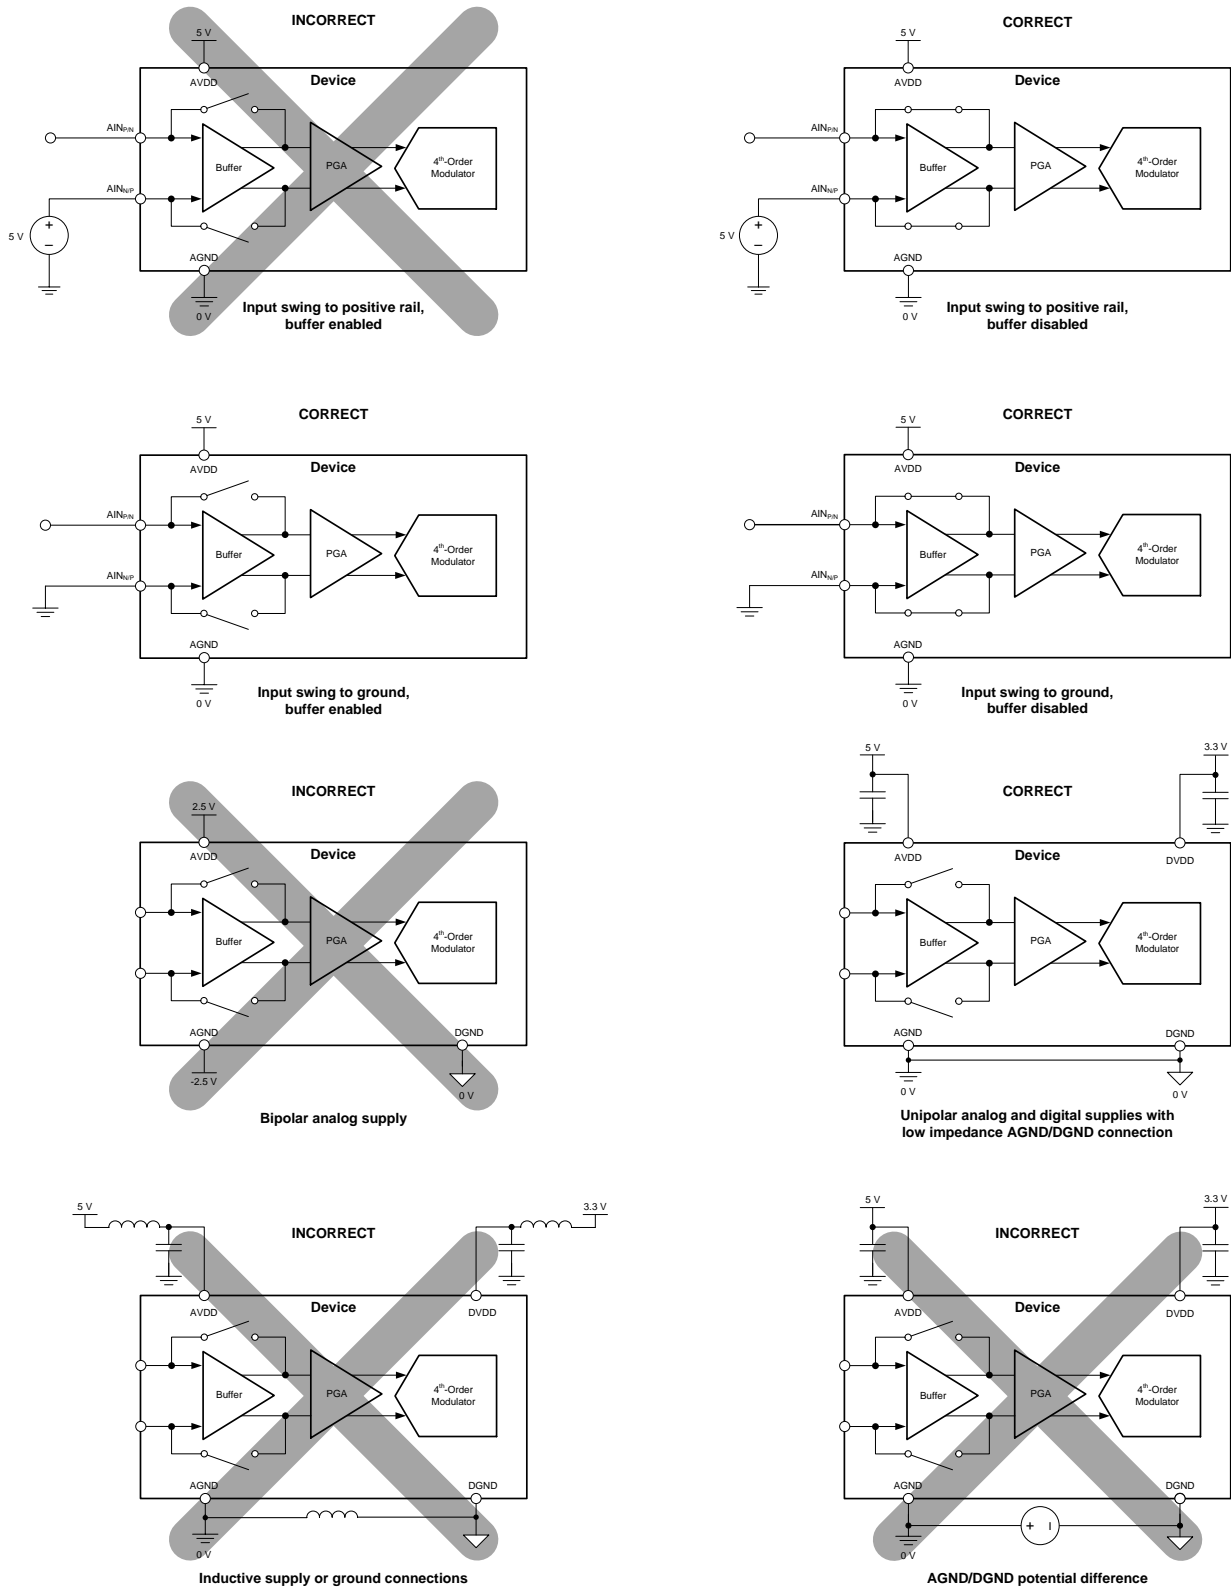 INCORRECT
5 V
AVDD
Device
AINP/N
Buffer
PGA
4th-Order
Modulator
AINN/P
5 V
+
−
AGND
0 V
Input swing to positive rail,
buffer enabled
CORRECT
5 V
AVDD
Device
AINP/N
Buffer
PGA
4th-Order
Modulator
AINN/P
5 V
+
−
AGND
0 V
Input swing to positive rail,
buffer disabled
CORRECT
5 V
AVDD
Device
AINP/N
Buffer
PGA
4th-Order
Modulator
AINN/P
AGND
0 V
Input swing to ground,
buffer enabled
CORRECT
5 V
AVDD
Device
AINP/N
Buffer
PGA
4th-Order
Modulator
AINN/P
AGND
0 V
Input swing to ground,
buffer disabled
INCORRECT
2.5 V
AVDD
Device
Buffer
PGA
4th-Order
Modulator
AGND
DGND
-2.5 V
0 V
Bipolar analog supply
5 V
3.3 V
CORRECT
AVDD
Device
DVDD
Buffer
PGA
4th-Order
Modulator
AGND
DGND
0 V
0 V
Unipolar analog and digital supplies with
low impedance AGND/DGND connection
5 V
3.3 V
INCORRECT
AVDD
Device
DVDD
Buffer
PGA
4th-Order
Modulator
AGND
DGND
0 V
Inductive supply or ground connections
5 V
3.3 V
INCORRECT
AVDD
Device
DVDD
Buffer
PGA
4th-Order
Modulator
AGND
DGND
+ −
0 V
AGND/DGND potential difference